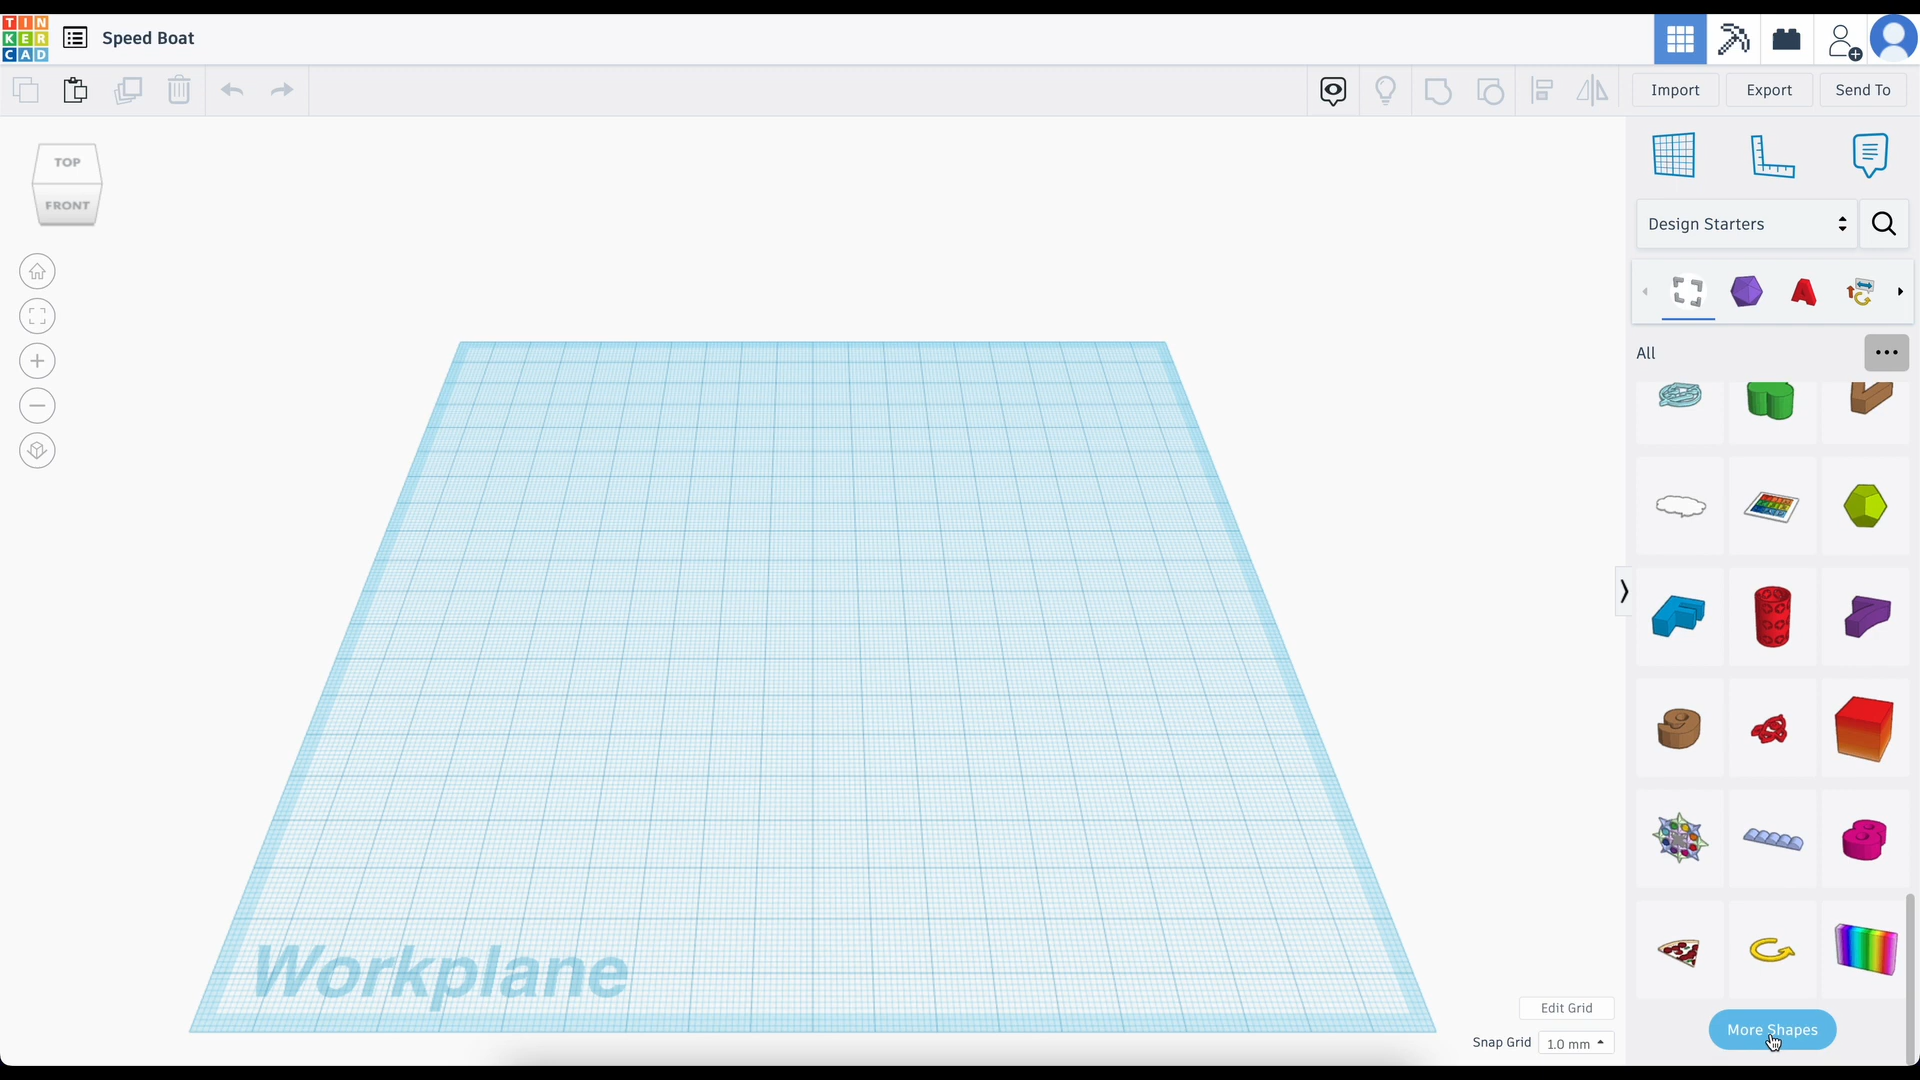 TIN
KER
CAD
Speed Boat
Import
Export
Send To
TOP
FRONT
Design Starters
All
Workplane
Edit Grid
Snap Grid
1.0 mm
More Shapes